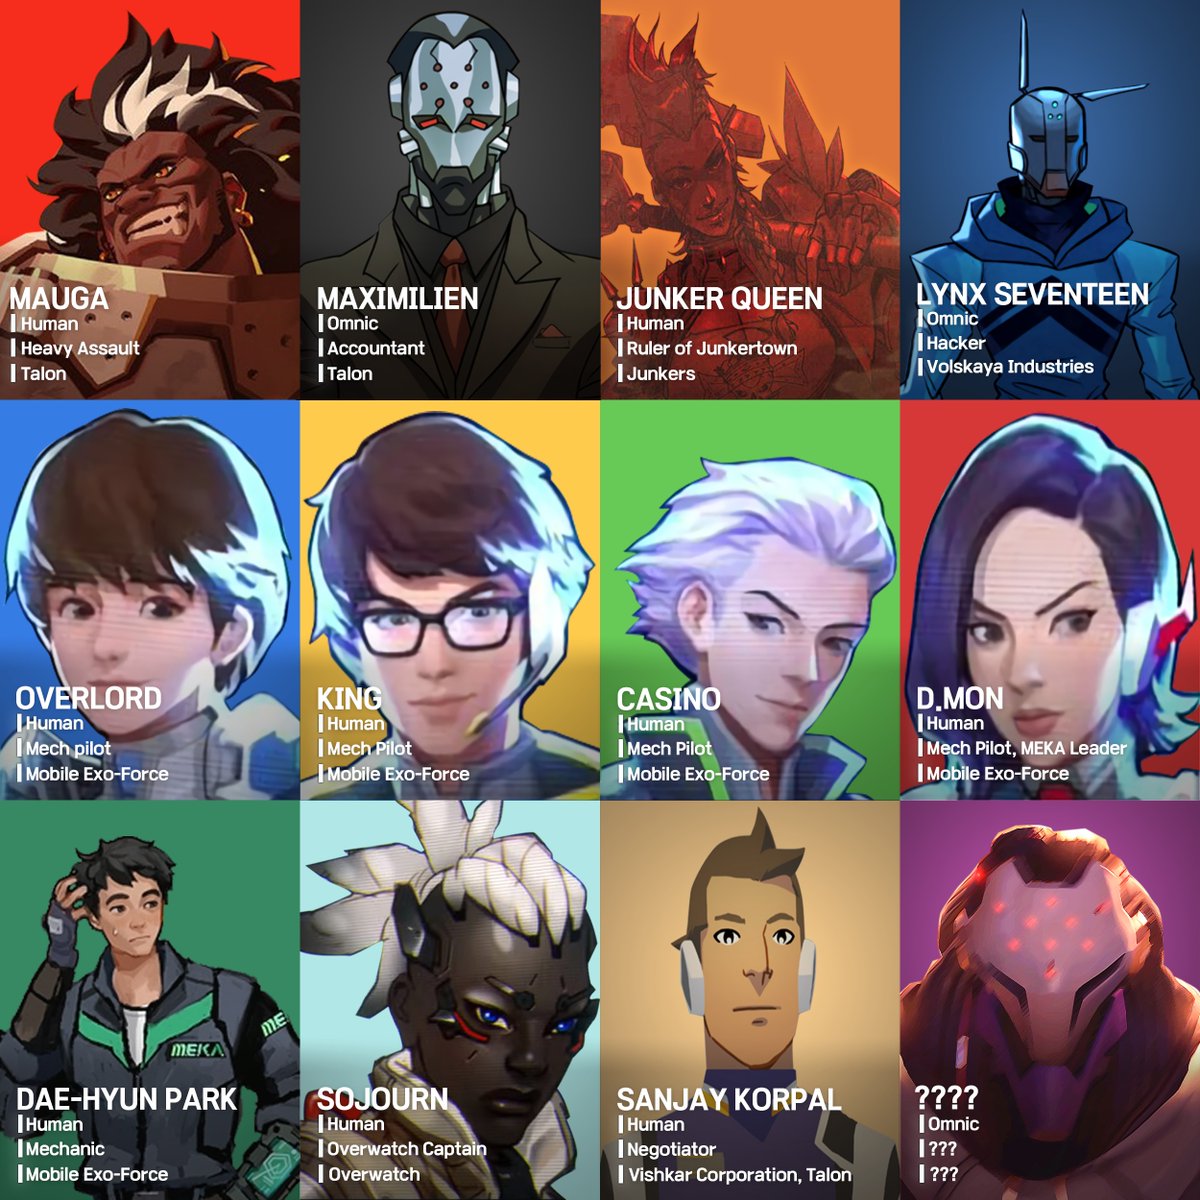 MAUGA
Human
Heavy Assault
Talon
MAXIMILIEN
Omnic
Accountant
Talon
JUNKER QUEEN
Human
Ruler of Junkertown
Junkers
LYNX SEVENTEEN
Omnic
Hacker
Volskaya Industries
OVERLORD
Human
Mech pilot
Mobile Exo-Force
KING
Human
Mech Pilot
Mobile Exo-Force
CASINO
Human
Mech Pilot
Mobile Exo-Force
D.MON
Human
Mech Pilot, MEKA Leader
Mobile Exo-Force
ME
MEKA
DAE-HYUN PARK
Human
Mechanic
Mobile Exo-Force
SOJOURN
Human
Overwatch Captain
Overwatch
SANJAY KORPAL
Human
Negotiator
Vishkar Corporation, Talon
????
Omnic
???
???